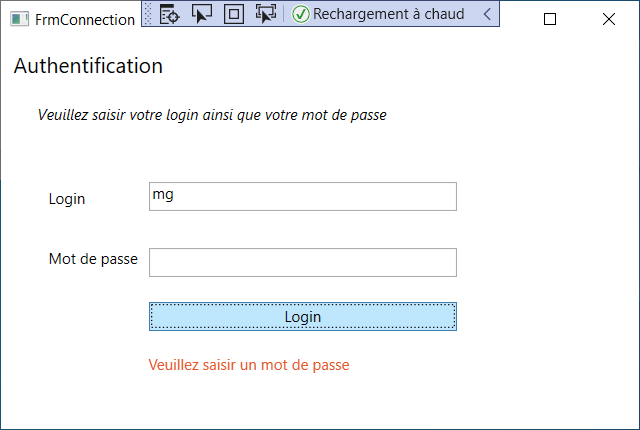 FrmConnection
Rechargement à chaud
Authentification
Veuillez saisir votre login ainsi que votre mot de passe
Login
mg
Mot de passe
Login
Veuillez saisir un mot de passe